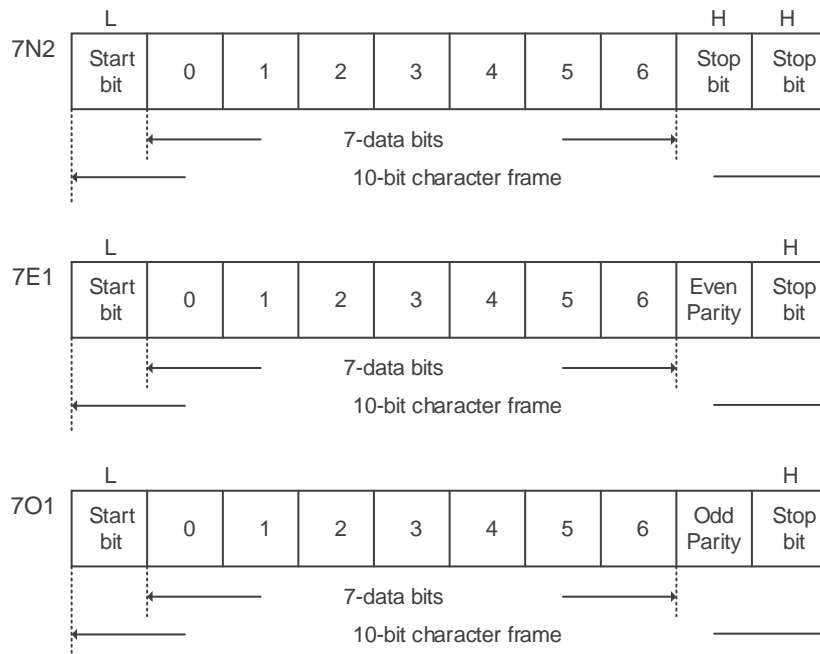 L H H
7N2 Start bit 0 1 2 3 4 5 6 Stop bit Stop bit
7-data bits
10-bit character frame
L H
7E1 Start bit 0 1 2 3 4 5 6 Even Parity Stop bit
7-data bits
10-bit character frame
L H
7O1 Start bit 0 1 2 3 4 5 6 Odd Parity Stop bit
7-data bits
10-bit character frame